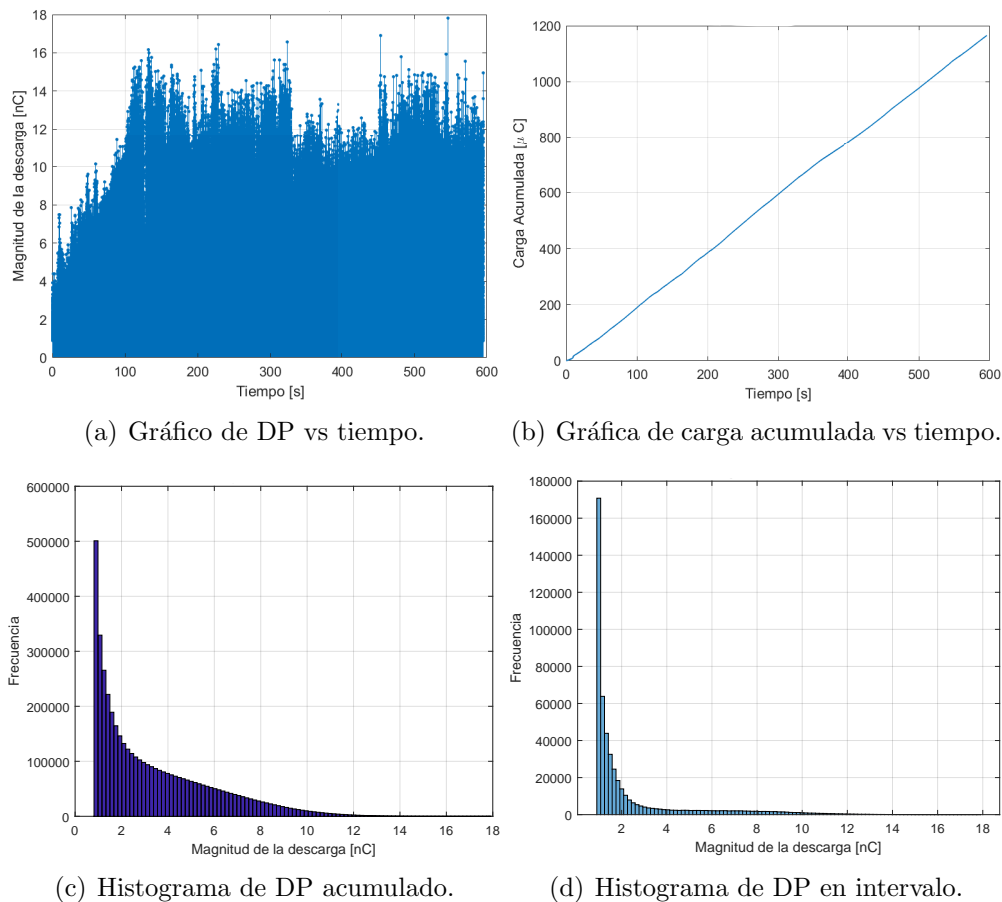 18
16
14
12
10
8
6
4
2
0
Magnitud de la descarga [nC]
0 100 200 300 400 500 600
Tiempo [s]
(a) Gráfico de DP vs tiempo.
1200
1000
800
600
400
200
0
Carga Acumulada [μ C]
0 100 200 300 400 500 600
Tiempo [s]
(b) Gráfica de carga acumulada vs tiempo.
600000
500000
400000
300000
200000
100000
0
Frecuencia
0 2 4 6 8 10 12 14 16 18
Magnitud de la descarga [nC]
(c) Histograma de DP acumulado.
180000
160000
140000
120000
100000
80000
60000
40000
20000
0
Frecuencia
2 4 6 8 10 12 14 16 18
Magnitud de la descarga [nC]
(d) Histograma de DP en intervalo.